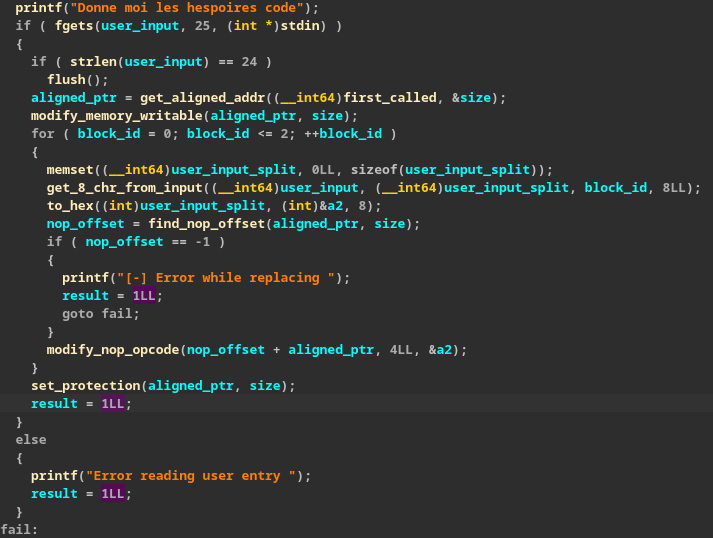 printf("Donne moi les hespoires code");
if ( fgets(user_input, 25, (int *)stdin) )
{
if ( strlen(user_input) == 24 )
flush();
aligned_ptr = get_aligned_addr((__int64)first_called, &size);
modify_memory_writable(aligned_ptr, size);
for ( block_id = 0; block_id <= 2; ++block_id )
{
memset((__int64)user_input_split, 0LL, sizeof(user_input_split));
get_8_chr_from_input((__int64)user_input, (__int64)user_input_split, block_id, 8LL);
to_hex((int)user_input_split, (int)&a2, 8);
nop_offset = find_nop_offset(aligned_ptr, size);
if ( nop_offset == -1 )
{
printf("[-] Error while replacing ");
result = 1LL;
goto fail;
}
modify_nop_opcode(nop_offset + aligned_ptr, 4LL, &a2);
}
set_protection(aligned_ptr, size);
result = 1LL;
}
else
{
printf("Error reading user entry ");
result = 1LL;
}
fail: